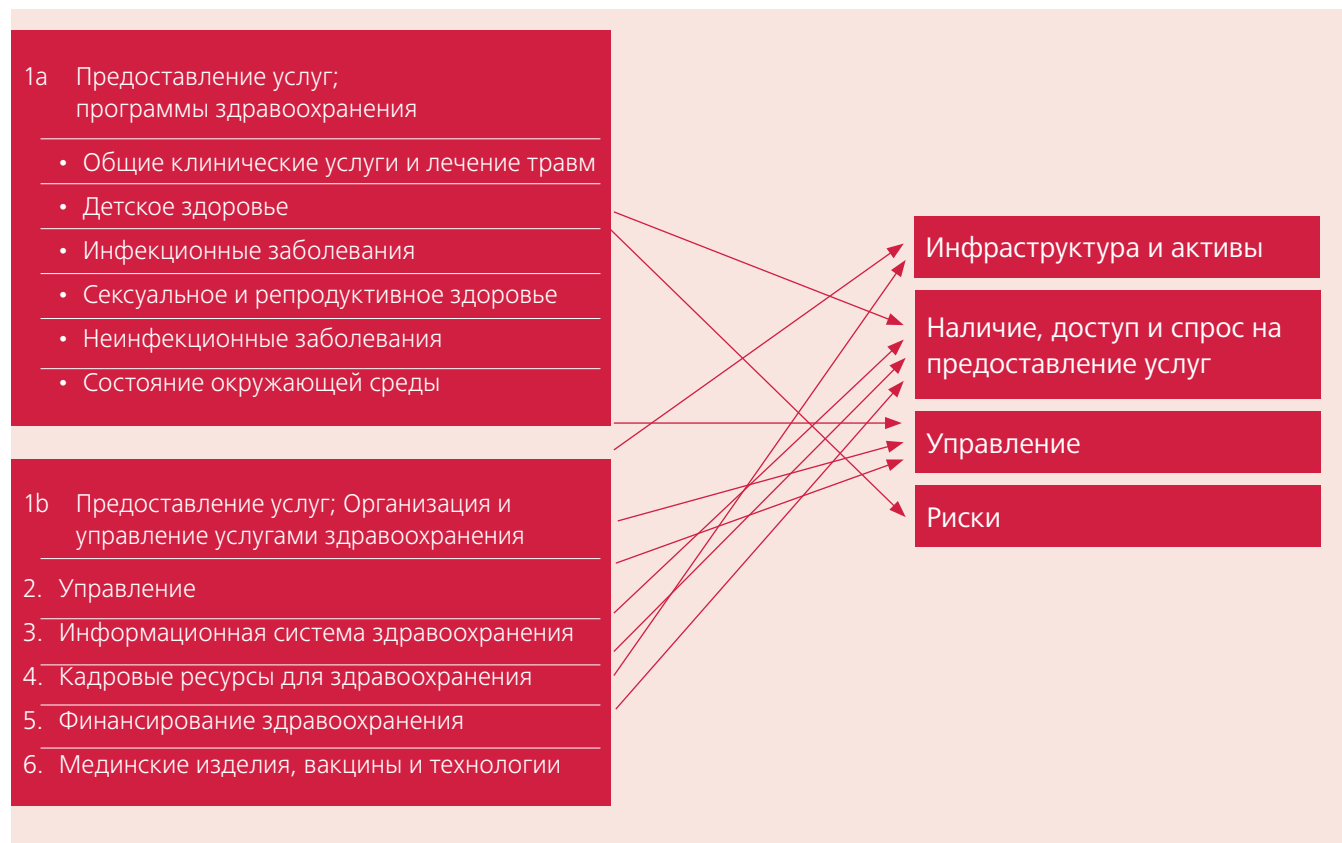 1a Предоставление услуг;
программы здравоохранения
• Общие клинические услуги и лечение травм
• Детское здоровье
• Инфекционные заболевания
• Сексуальное и репродуктивное здоровье
• Неинфекционные заболевания
• Состояние окружающей среды
1b Предоставление услуг; Организация и
управление услугами здравоохранения
2. Управление
3. Информационная система здравоохранения
4. Кадровые ресурсы для здравоохранения
5. Финансирование здравоохранения
6. Мединские изделия, вакцины и технологии
Инфраструктура и активы
Наличие, доступ и спрос на
предоставление услуг
Управление
Риски